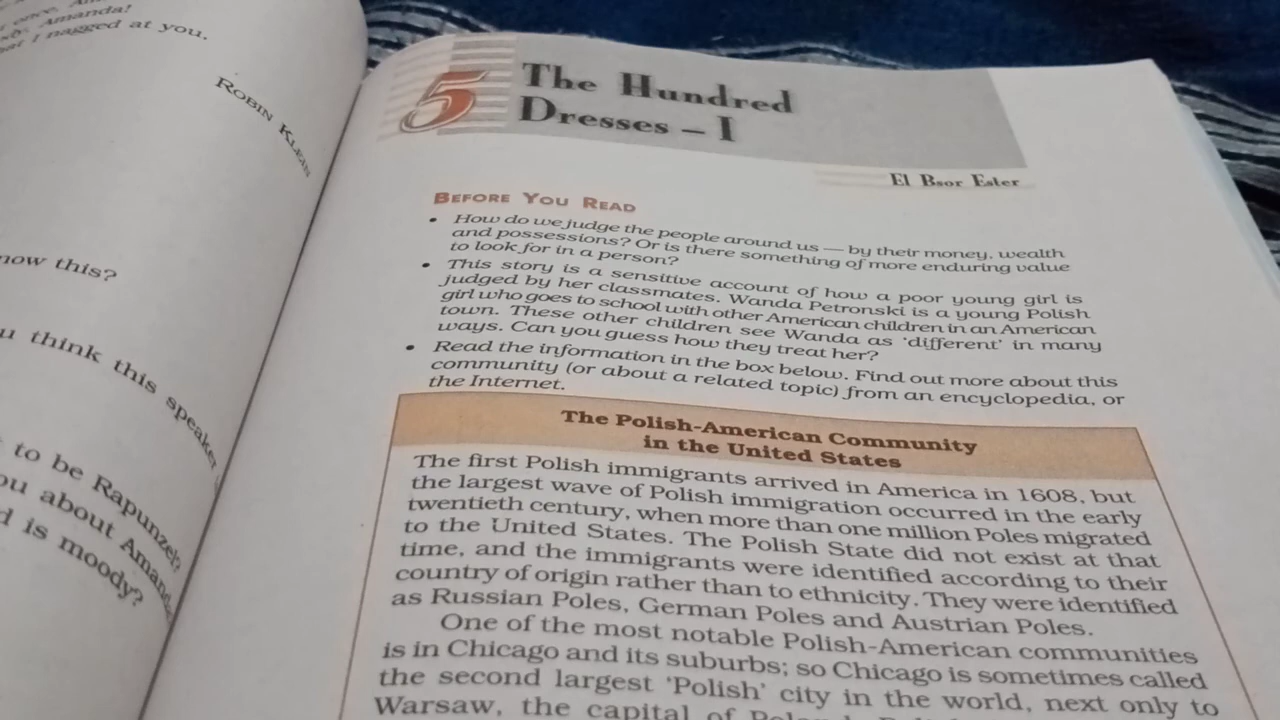 Amanda!
that I nagged at you.
ROBIN KLEIN
now this?
u think this speaker
to be Rapunzel?
ou about Amanda
d is moody?
5
The Hundred
Dresses – I
El Bsor Ester
BEFORE YOU READ
• How do we judge the people around us — by their money, wealth
and possessions? Or is there something of more enduring value
to look for in a person?
• This story is a sensitive account of how a poor young girl is
judged by her classmates. Wanda Petronski is a young Polish
girl who goes to school with other American children in an American
town. These other children see Wanda as ‘different’ in many
ways. Can you guess how they treat her?
• Read the information in the box below. Find out more about this
community (or about a related topic) from an encyclopedia, or
the Internet.
The Polish-American Community
in the United States
The first Polish immigrants arrived in America in 1608, but
the largest wave of Polish immigration occurred in the early
twentieth century, when more than one million Poles migrated
to the United States. The Polish State did not exist at that
time, and the immigrants were identified according to their
country of origin rather than to ethnicity. They were identified
as Russian Poles, German Poles and Austrian Poles.
One of the most notable Polish-American communities
is in Chicago and its suburbs; so Chicago is sometimes called
the second largest ‘Polish’ city in the world, next only to
Warsaw, the capital of